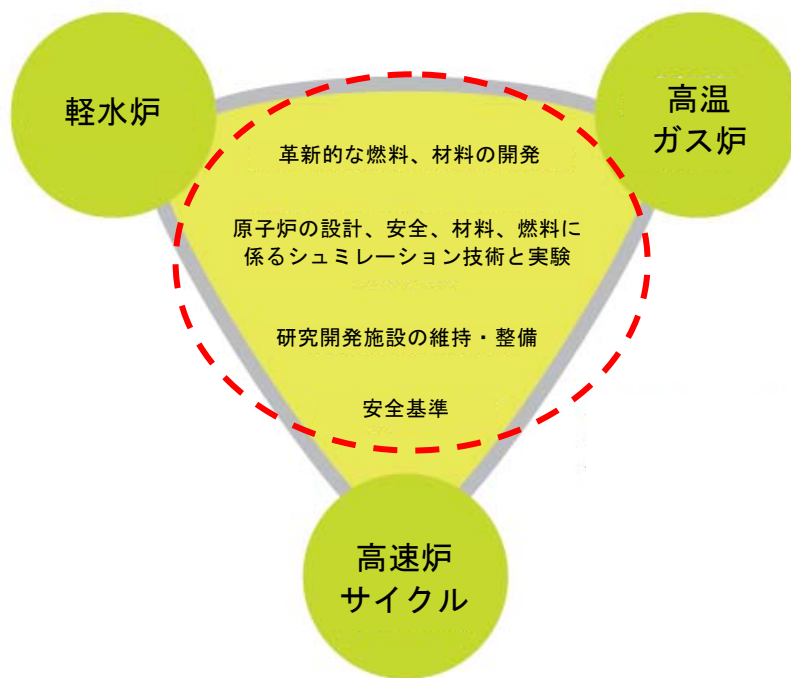 軽水炉
高温
ガス炉
革新的な燃料、材料の開発
原子炉の設計、安全、材料、燃料に
係るシュミレーション技術と実験
研究開発施設の維持・整備
安全基準
高速炉
サイクル